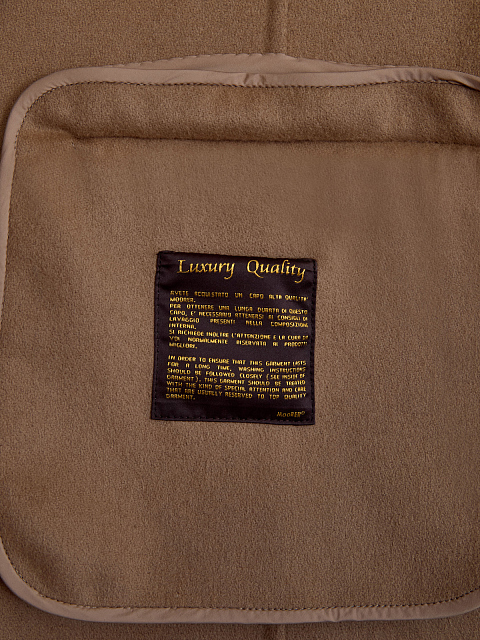 Luxury Quality
AVETE ACQUISTATO UN CAPO ALTA QUALITA'
MOORER.
PER OTTENERE UNA LUNGA DURATA DI QUESTO
CAPO, E' NECESSARIO ATTENERSI AI CONSIGLI DI
LAVAGGIO PRESENTI NELLA COMPOSIZIONE
INTERNA.
SI RICHIEDE INOLTRE L'ATTENZIONE E LA CURA DA
VOI NORMALMENTE RISERVATA AI PRODOTTI
MIGLIORI.
IN ORDER TO ENSURE THAT THIS GARMENT LASTS
FOR A LONG TIME, WASHING INSTRUCTIONS
SHOULD BE FOLLOWED CLOSELY (SEE INSIDE OF
GARMENT). THIS GARMENT SHOULD BE TREATED
WITH THE KIND OF SPECIAL ATTENTION AND CARE
THAT ARE USUALLY RESERVED TO TOP QUALITY
GARMENT.
MOORER®